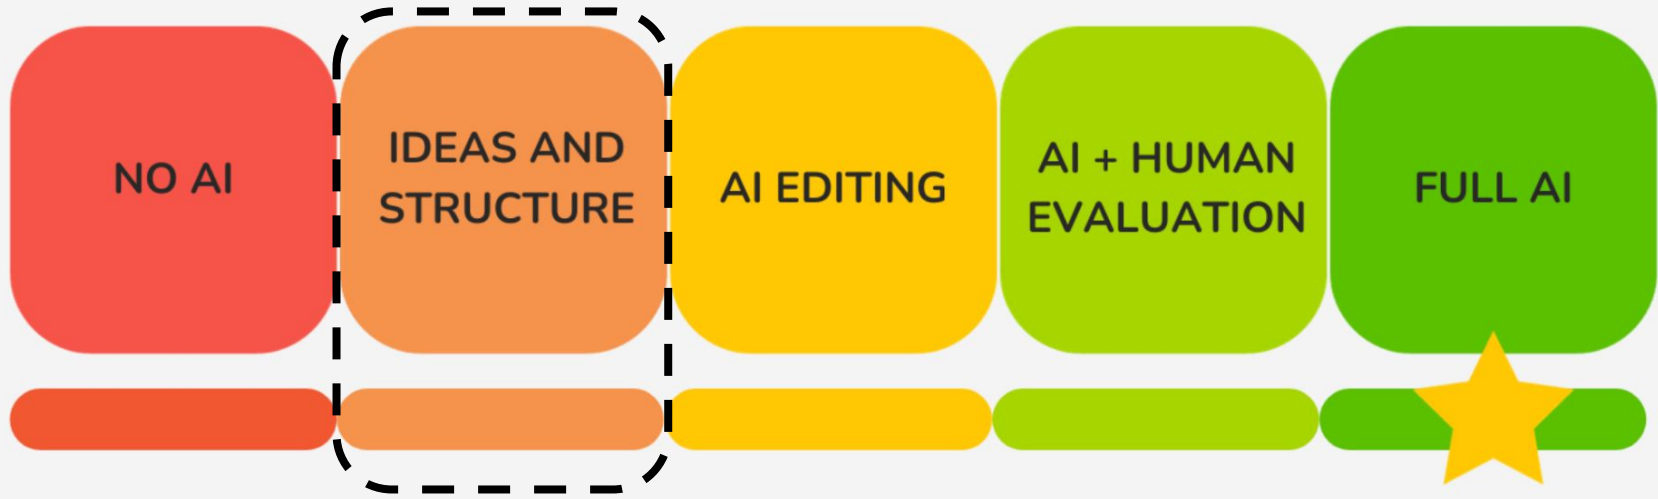 NO AI
IDEAS AND
STRUCTURE
AI EDITING
AI + HUMAN
EVALUATION
FULL AI